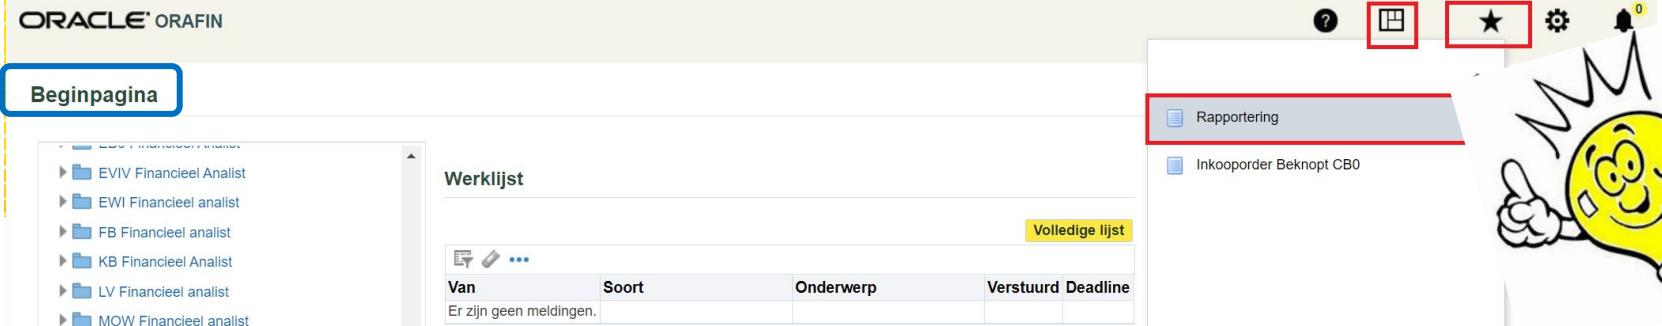 ORACLE ORAFIN
?
0
Beginpagina
EVIV Financieel Analist
EWI Financieel analist
FB Financieel analist
KB Financieel Analist
LV Financieel analist
MOW Financieel analist
Werklijst
Volledige lijst
Van Soort Onderwerp Verstuurd Deadline
Er zijn geen meldingen.
Rapportering
Inkooporder Beknopt CB0